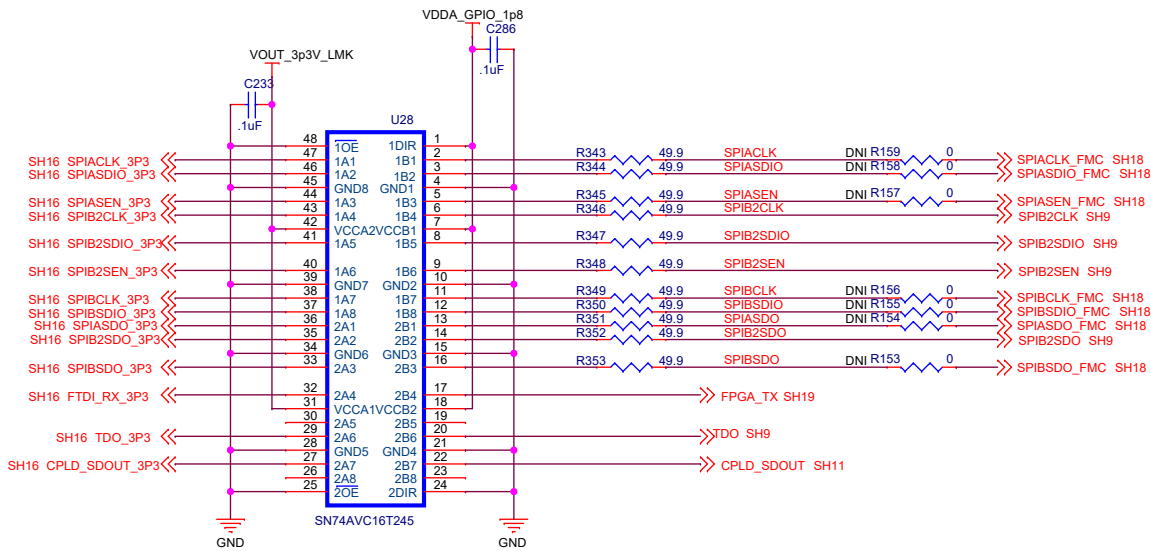 VDDA_GPIO_1p8
C286
.1uF
VOUT_3p3V_LMK
C233
.1uF
U28
48 1OE 1DIR 1
SH16 SPIACLK_3P3 47 1A1 1B1 2 R343 49.9 SPIACLK DNI R159 0 SPIACLK_FMC SH18
SH16 SPIASDIO_3P3 46 1A2 1B2 3 R344 49.9 SPIASDIO R158 0 SPIASDIO_FMC SH18
45 GND8 GND1 4
SH16 SPIASEN_3P3 44 1A3 1B3 5 R345 49.9 SPIASEN DNI R157 0 SPIASEN_FMC SH18
SH16 SPIB2CLK_3P3 43 1A4 1B4 6 R346 49.9 SPIB2CLK SPIB2CLK SH9
42 VCCA2 VCCB1 7
SH16 SPIB2SDIO_3P3 41 1A5 1B5 8 R347 49.9 SPIB2SDIO SPIB2SDIO SH9
SH16 SPIB2SEN_3P3 40 1A6 1B6 9 R348 49.9 SPIB2SEN SPIB2SEN SH9
39 GND7 GND2 10
SH16 SPIBCLK_3P3 38 1A7 1B7 11 R349 49.9 SPIBCLK DNI R156 0 SPIBCLK_FMC SH18
SH16 SPIBSDIO_3P3 37 1A8 1B8 12 R350 49.9 SPIBSDIO R155 0 SPIBSDIO_FMC SH18
SH16 SPIASDO_3P3 36 2A1 2B1 13 R351 49.9 SPIASDO DNI R154 0 SPIASDO_FMC SH18
SH16 SPIB2SDO_3P3 35 2A2 2B2 14 R352 49.9 SPIB2SDO SPIB2SDO SH9
34 GND6 GND3 15
SH16 SPIBSDO_3P3 33 2A3 2B3 16 R353 49.9 SPIBSDO DNI R153 0 SPIBSDO_FMC SH18
SH16 FTDI_RX_3P3 32 2A4 2B4 17 FPGA_TX SH19
31 VCCA1 VCCB2 18
30 2A5 2B5 19
SH16 TDO_3P3 29 2A6 2B6 20 TDO SH9
28 GND5 GND4 21
SH16 CPLD_SDOUT_3P3 27 2A7 2B7 22 CPLD_SDOUT SH11
26 2A8 2B8 23
25 2OE 2DIR 24
SN74AVC16T245
GND
GND